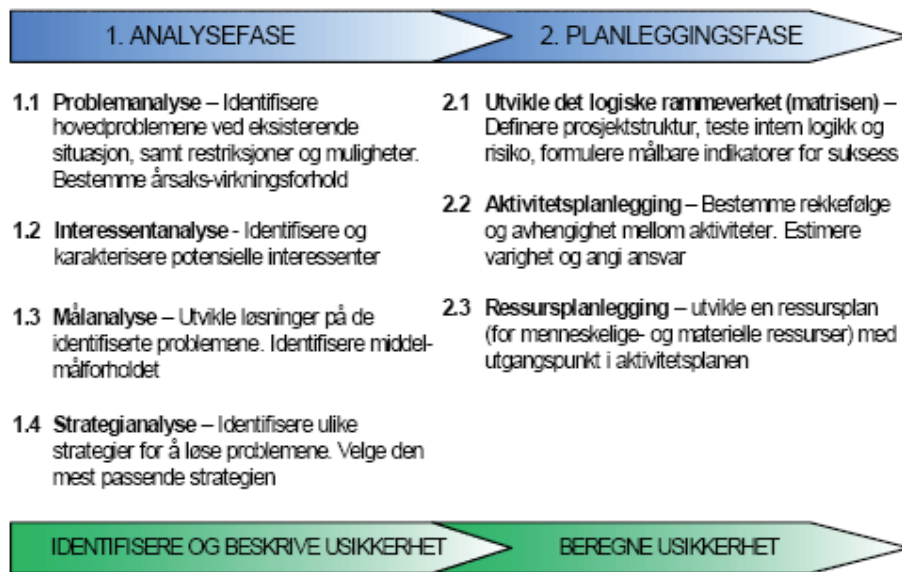 1. ANALYSEFASE
2. PLANLEGGINGSFASE
1.1 Problemanalyse – Identifisere
hovedproblemene ved eksisterende
situasjon, samt restriksjoner og muligheter.
Bestemme årsaks-virkningsforhold
1.2 Interessentanalyse - Identifisere og
karakterisere potensielle interessenter
1.3 Målanalyse – Utvikle løsninger på de
identifiserte problemene. Identifisere middel-
målforholdet
1.4 Strategianalyse – Identifisere ulike
strategier for å løse problemene. Velge den
mest passende strategien
2.1 Utvikle det logiske rammeverket (matrisen) –
Definere prosjektstruktur, teste intern logikk og
risiko, formulere målbare indikatorer for suksess
2.2 Aktivitetsplanlegging – Bestemme rekkefølge
og avhengighet mellom aktiviteter. Estimere
varighet og angi ansvar
2.3 Ressursplanlegging – utvikle en ressursplan
(for menneskelige- og materielle ressurser) med
utgangspunkt i aktivitetsplanen
IDENTIFISERE OG BESKRIVE USIKKERHET
BEREGNE USIKKERHET